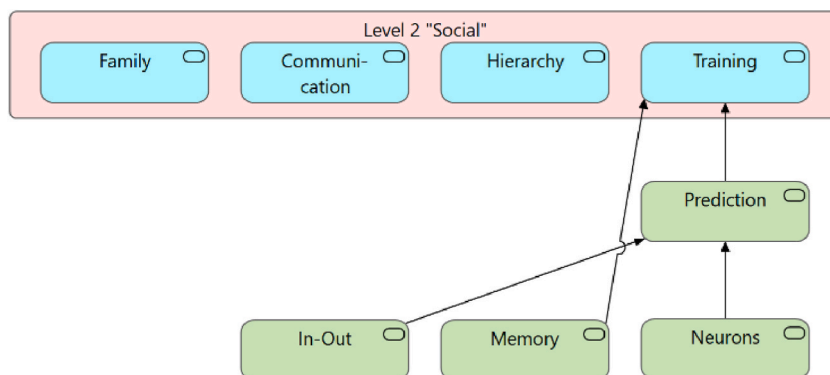 Level 2 "Social"
Family
Communi-
cation
Hierarchy
Training
Prediction
In-Out
Memory
Neurons